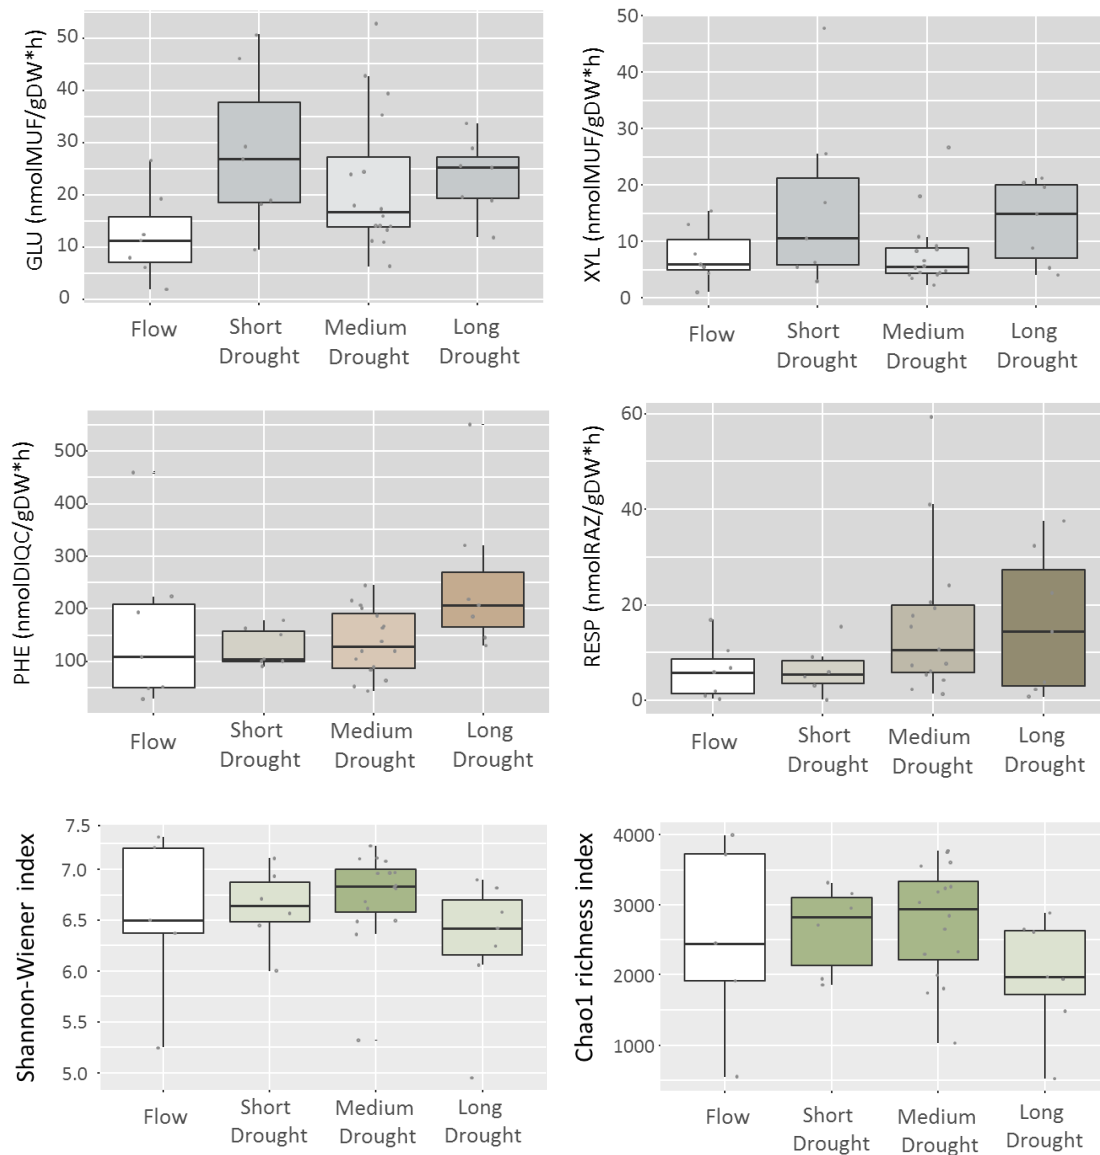 GLU (nmolMUF/gDW*h)
50
40
30
20
10
0
Flow
Short
Drought
Medium
Drought
Long
Drought
XYL (nmolMUF/gDW*h)
50
40
30
20
10
0
Flow
Short
Drought
Medium
Drought
Long
Drought
PHE (nmolDIQC/gDW*h)
500
400
300
200
100
Flow
Short
Drought
Medium
Drought
Long
Drought
RESP (nmolRAZ/gDW*h)
60
40
20
0
Flow
Short
Drought
Medium
Drought
Long
Drought
Shannon-Wiener index
7.5
7.0
6.5
6.0
5.5
5.0
Flow
Short
Drought
Medium
Drought
Long
Drought
Chao1 richness index
4000
3000
2000
1000
Flow
Short
Drought
Medium
Drought
Long
Drought